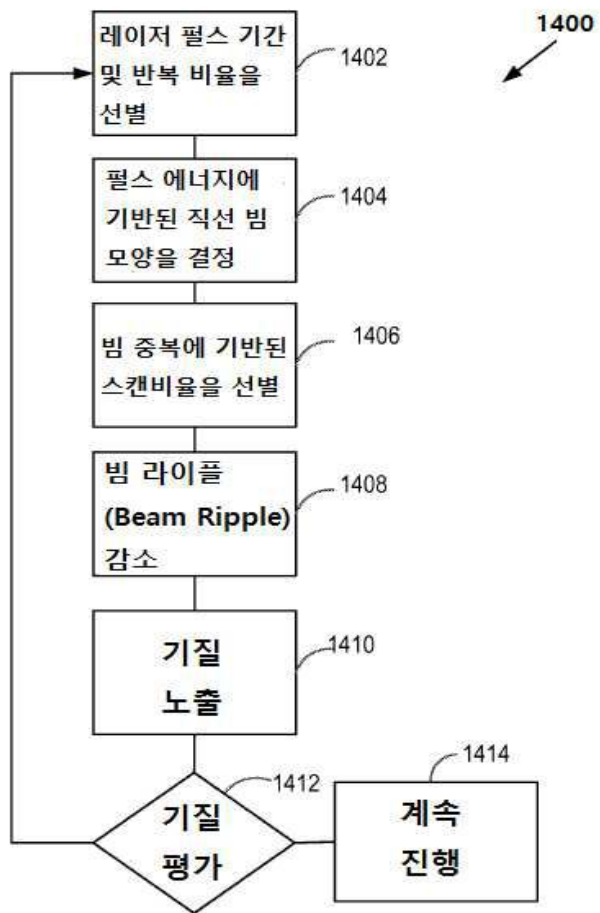 1400
레이저 펄스 기간
및 반복 비율을
선별
1402
펄스 에너지에
기반된 직선 빔
모양을 결정
1404
빔 중복에 기반된
스캔비율을 선별
1406
빔 라이플
(Beam Ripple)
감소
1408
기질
노출
1410
기질
평가
1412
계속
진행
1414